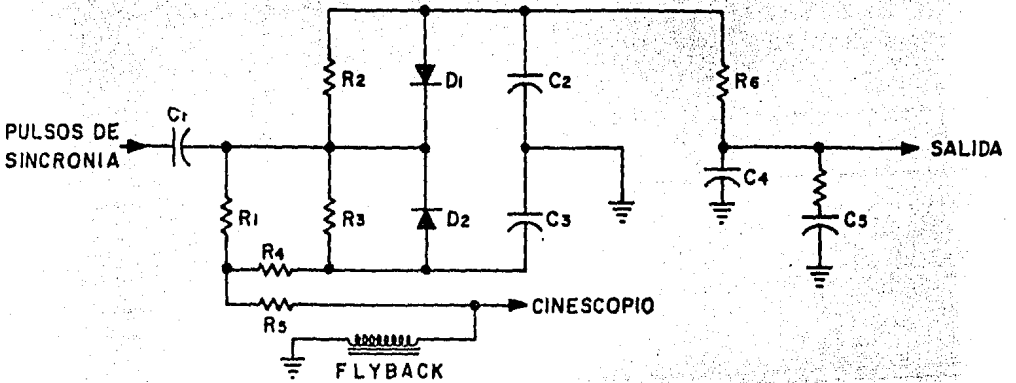 R2
D1
C2
R6
C1
PULSOS DE
SINCRONIA
SALIDA
C4
R1
R3
D2
C3
C5
R4
R5
CINESCOPIO
FLYBACK